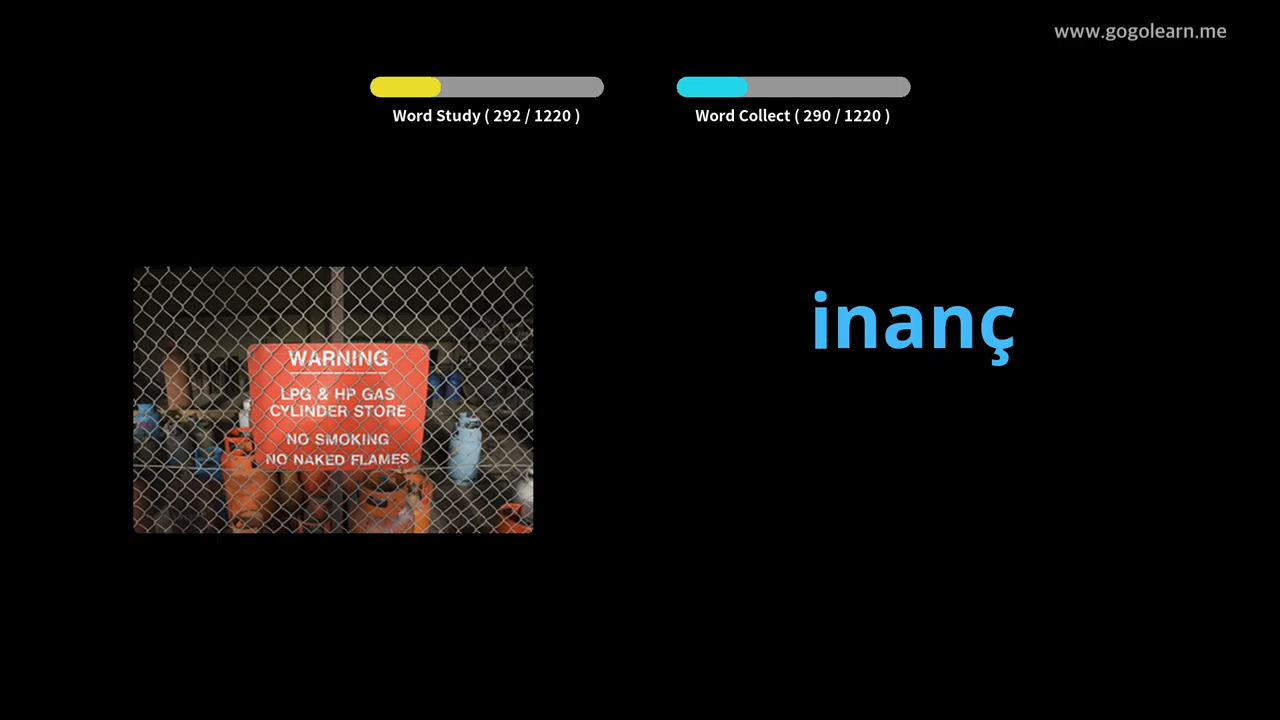 www.gogolearn.me
Word Study ( 292 / 1220 )
Word Collect ( 290 / 1220 )
WARNING
LPG & HP GAS
CYLINDER STORE
NO SMOKING
NO NAKED FLAMES
inanç